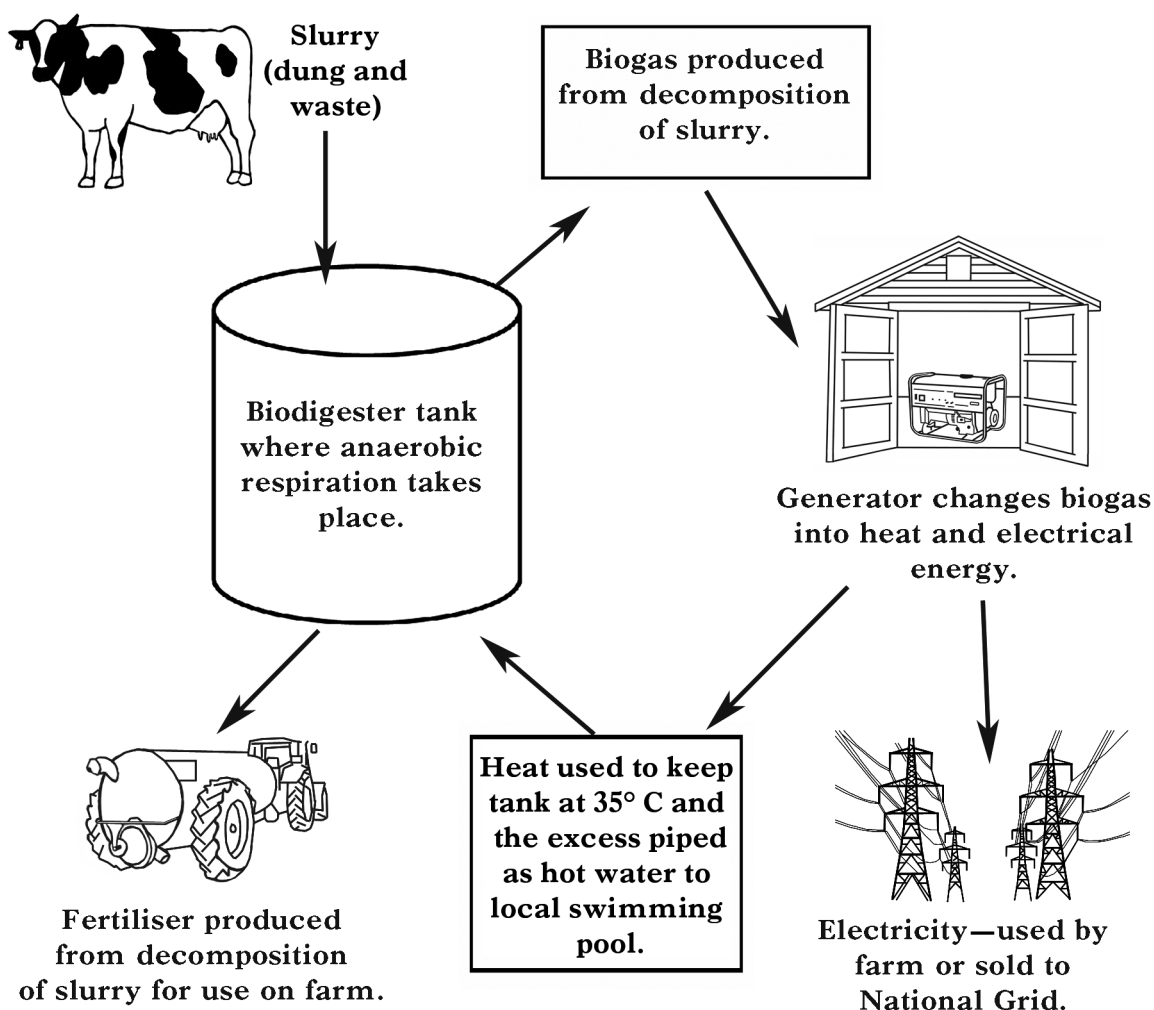 Slurry
(dung and
waste)
Biogas produced
from decomposition
of slurry.
Biodigester tank
where anaerobic
respiration takes
place.
Generator changes biogas
into heat and electrical
energy.
Heat used to keep
tank at 35° C and
the excess piped
as hot water to
local swimming
pool.
Fertiliser produced
from decomposition
of slurry for use on farm.
Electricity—used by
farm or sold to
National Grid.